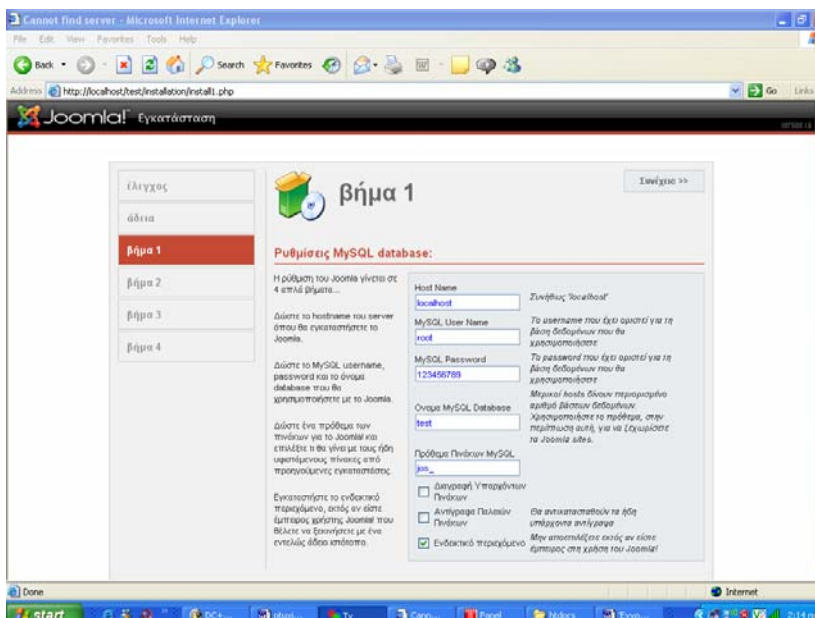 Cannot find server - Microsoft Internet Explorer
File Edit View Favorites Tools Help
Back Search Favorites
Address http://localhost/test/installation/install1.php Go Links
Joomla! Εγκατάσταση
έλεγχος
άδεια
βήμα 1
βήμα 2
βήμα 3
βήμα 4
βήμα 1
Συνέχεια >>
Ρυθμίσεις MySQL database:
Η ρύθμιση του Joomla γίνεται σε
4 απλά βήματα...
Δώστε το hostname του server
όπου θα εγκαταστήσετε το
Joomla.
Δώστε το MySQL username,
password και το όνομα
database που θα
χρησιμοποιήσετε με το Joomla.
Δώστε ένα πρόθεμα των
πινάκων για το Joomla! και
επιλέξτε τι θα γίνει με τους ήδη
υφιστάμενους πίνακες από
προηγούμενες εγκαταστάσεις.
Εγκαταστήστε το ενδεικτικό
περιεχόμενο, εκτός αν είστε
έμπειρος χρήστης Joomla! που
θέλετε να ξεκινήσετε με ένα
εντελώς άδειο ιστότοπο.
Host Name
localhost
Συνήθως 'localhost'
MySQL User Name
root
Το username που έχει οριστεί για τη
βάση δεδομένων που θα
χρησιμοποιήσετε
MySQL Password
123456789
Το password που έχει οριστεί για τη
βάση δεδομένων που θα
χρησιμοποιήσετε
Όνομα MySQL Database
test
Μερικοί hosts δίνουν περιορισμένο
αριθμό βάσεων δεδομένων.
Χρησιμοποιήστε το πρόθεμα, στην
περίπτωση αυτή, για να ξεχωρίσετε
τα Joomla sites.
Πρόθεμα Πινάκων MySQL
jos_
Διαγραφή Υπαρχόντων
Πινάκων
Αντίγραφα Παλαιών
Πινάκων
Θα αντικατασταθούν τα ήδη
υπάρχοντα αντίγραφα
Ενδεικτικό περιεχόμενο
Μην αποεπιλέξετε εκτός αν είστε
έμπειρος στη χρήση του Joomla!
Done
Internet
start
DC+...
Tv
Cann...
Panel
htdocs
2:14